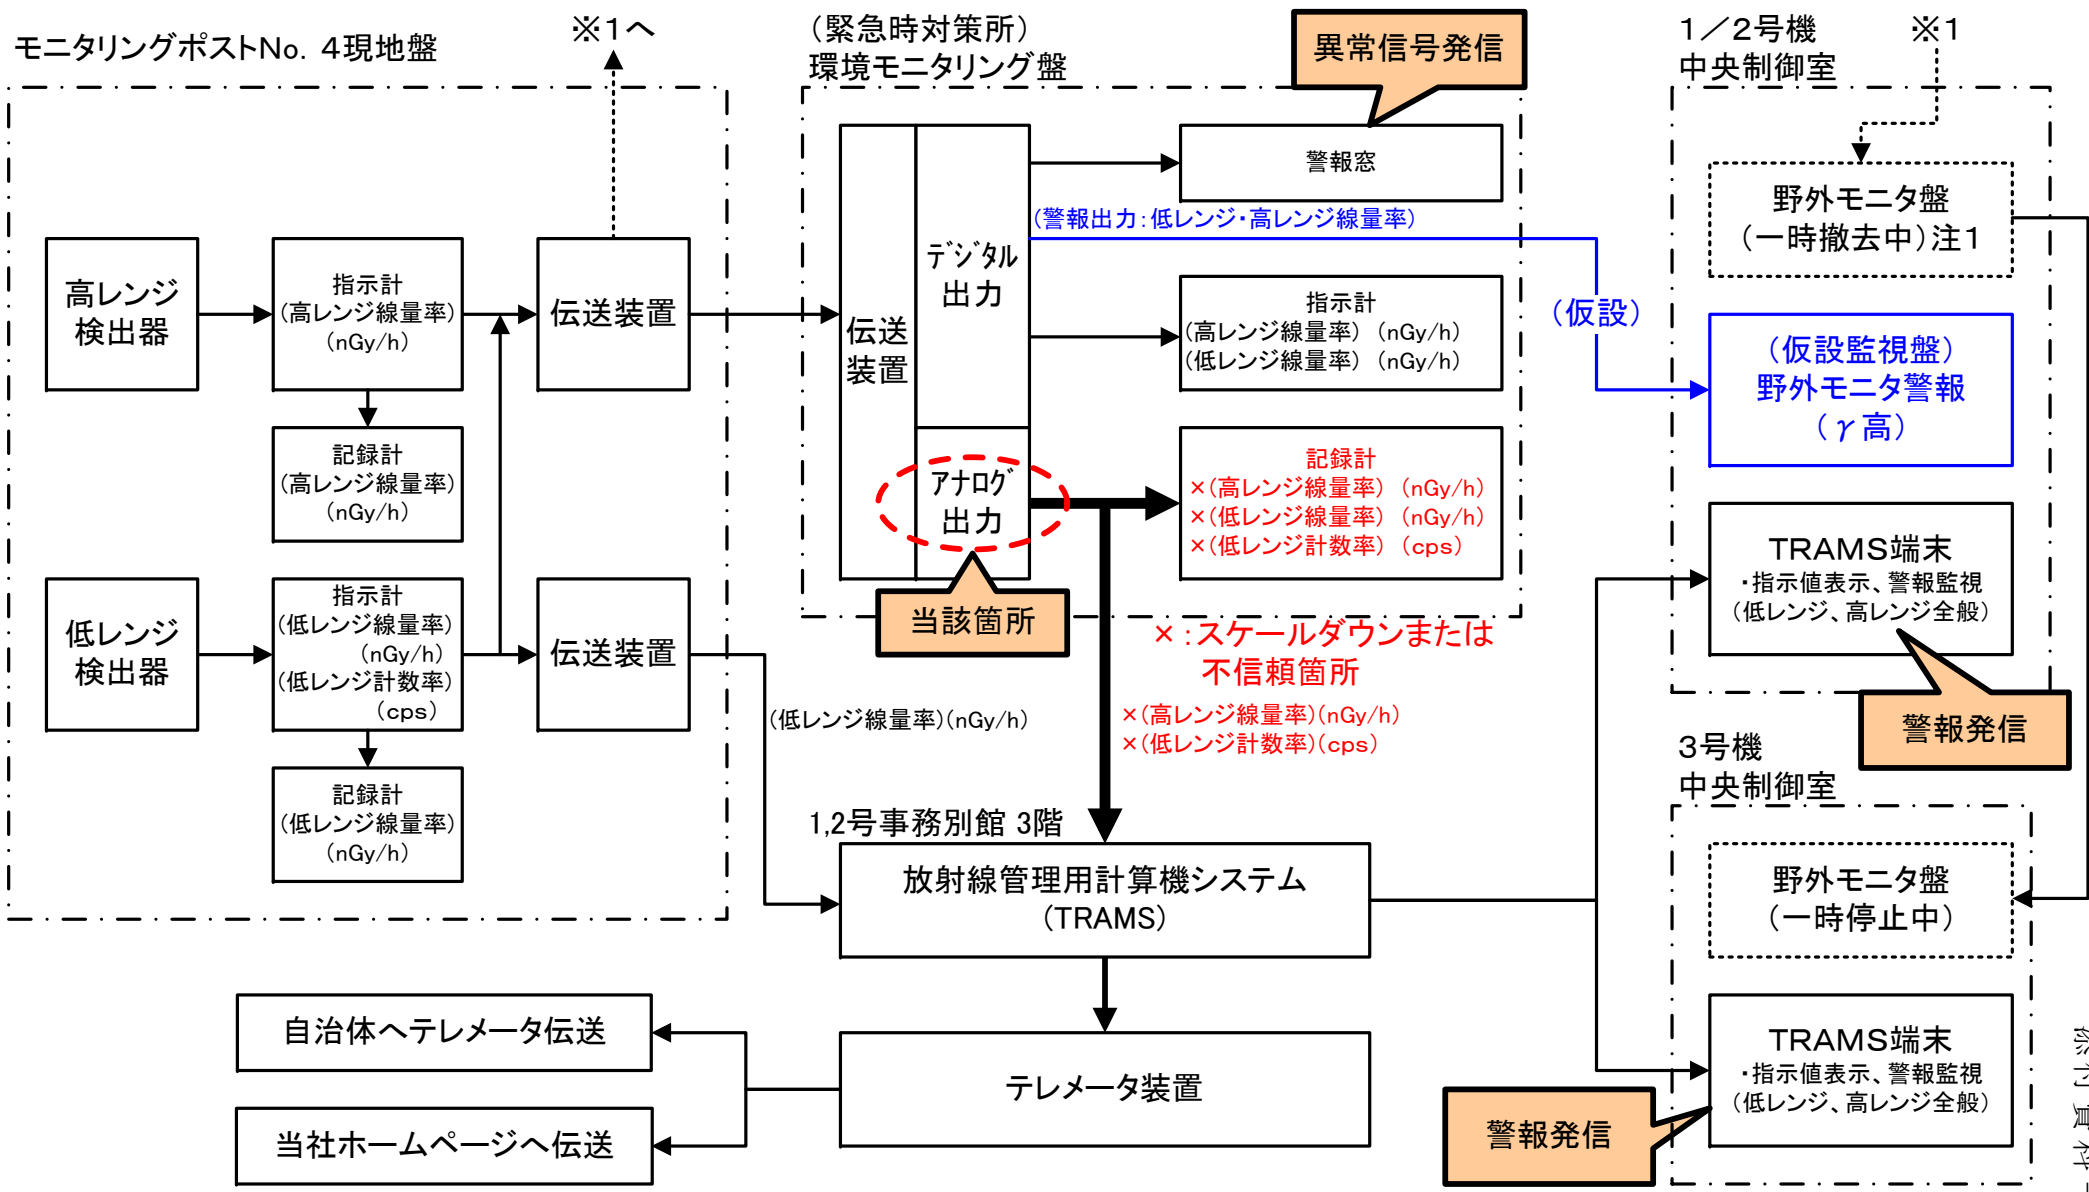 モニタリングポストNo. 4現地盤
※1へ
高レンジ
検出器
指示計
(高レンジ線量率)
(nGy/h)
伝送装置
記録計
(高レンジ線量率)
(nGy/h)
低レンジ
検出器
指示計
(低レンジ線量率)
(nGy/h)
(低レンジ計数率)
(cps)
伝送装置
記録計
(低レンジ線量率)
(nGy/h)
(緊急時対策所)
環境モニタリング盤
異常信号発信
伝送
装置
デジタル
出力
アナログ
出力
警報窓
(警報出力:低レンジ・高レンジ線量率)
指示計
(高レンジ線量率) (nGy/h)
(低レンジ線量率) (nGy/h)
記録計
×(高レンジ線量率) (nGy/h)
×(低レンジ線量率) (nGy/h)
×(低レンジ計数率) (cps)
当該箇所
×:スケールダウンまたは
不信頼箇所
(低レンジ線量率)(nGy/h)
×(高レンジ線量率)(nGy/h)
×(低レンジ計数率)(cps)
(仮設)
1/2号機
中央制御室
※1
野外モニタ盤
(一時撤去中)注1
(仮設監視盤)
野外モニタ警報
(γ高)
TRAMS端末
・指示値表示、警報監視
(低レンジ、高レンジ全般)
警報発信
3号機
中央制御室
野外モニタ盤
(一時停止中)
TRAMS端末
・指示値表示、警報監視
(低レンジ、高レンジ全般)
警報発信
1,2号事務別館 3階
放射線管理用計算機システム
(TRAMS)
テレメータ装置
自治体へテレメータ伝送
当社ホームページへ伝送
添付資料